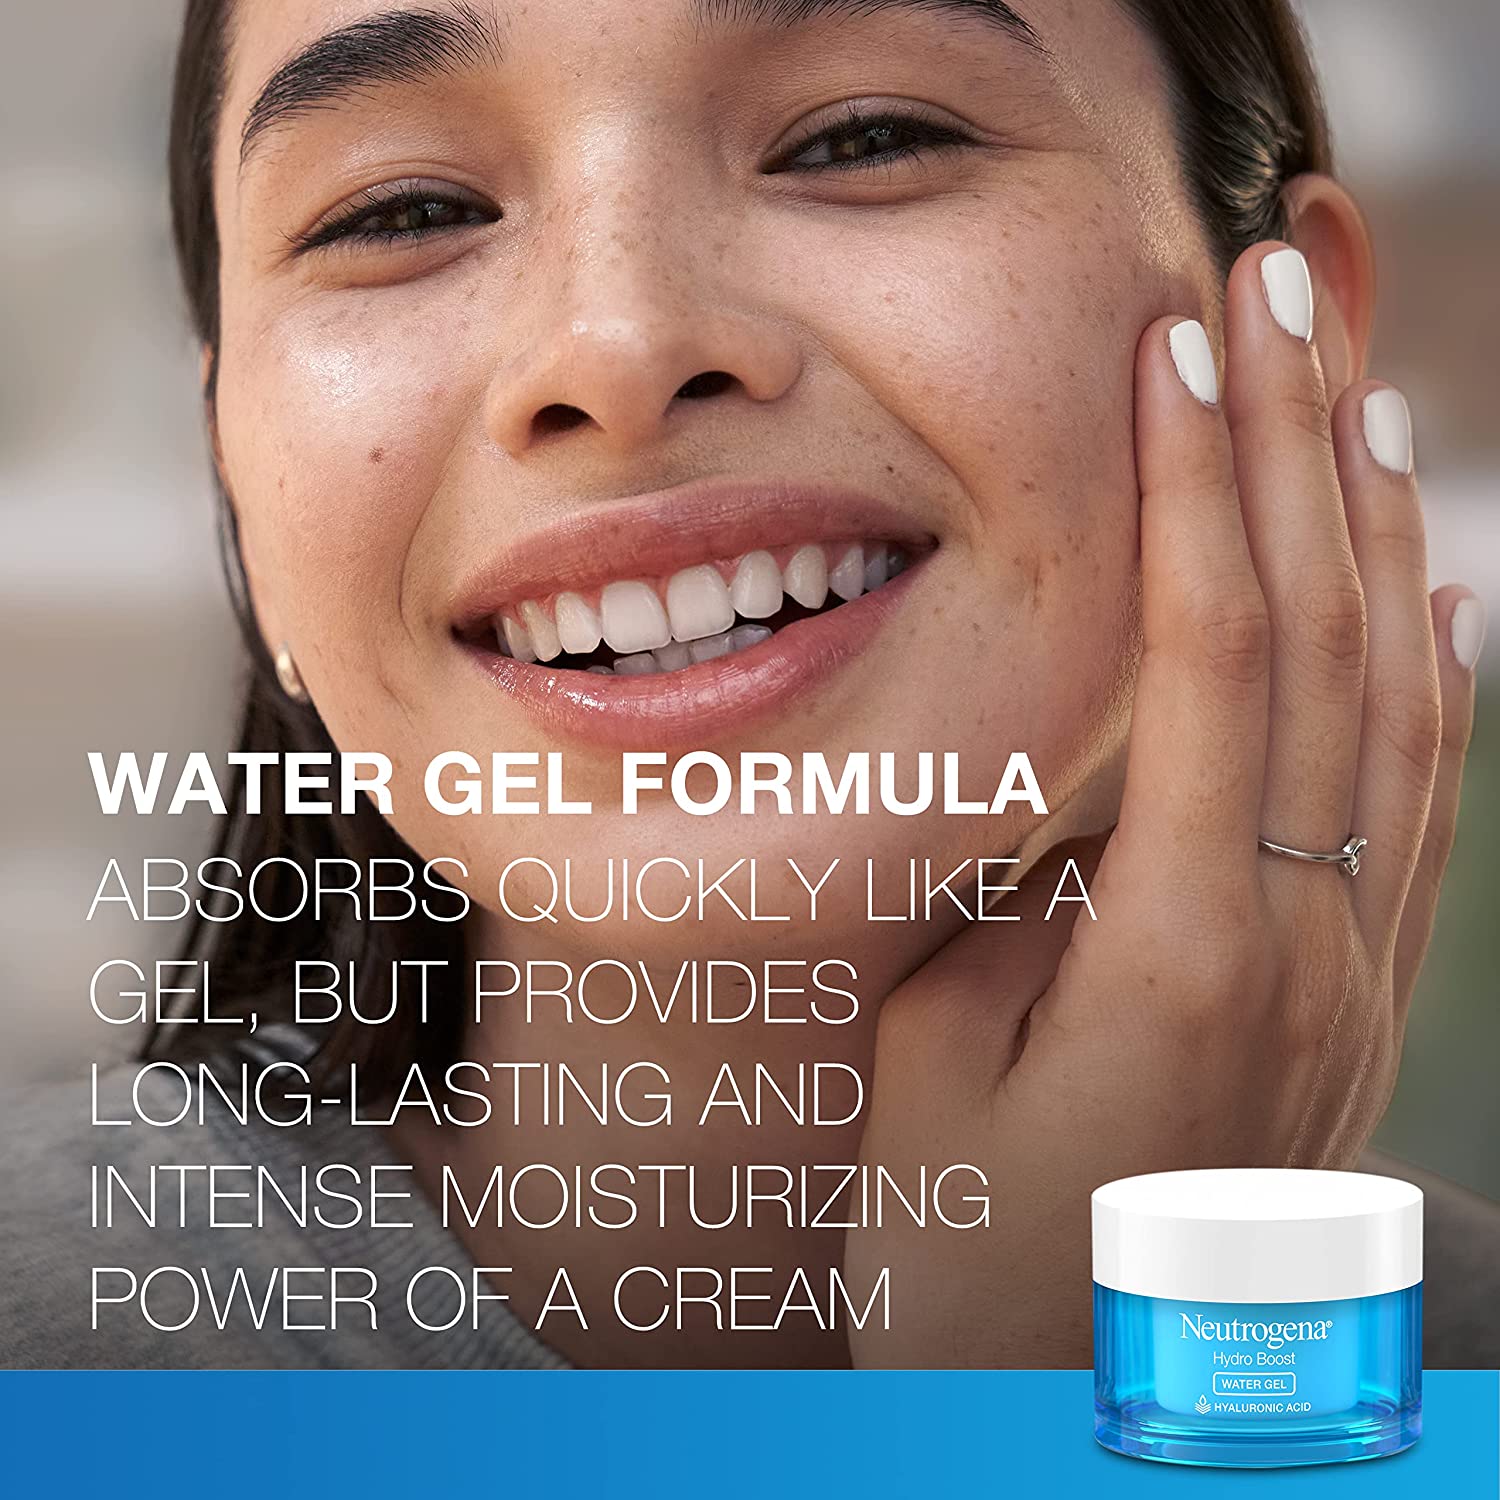 WATER GEL FORMULA
ABSORBS QUICKLY LIKE A
GEL, BUT PROVIDES
LONG-LASTING AND
INTENSE MOISTURIZING
POWER OF A CREAM
Neutrogena®
Hydro Boost
WATER GEL
HYALURONIC ACID